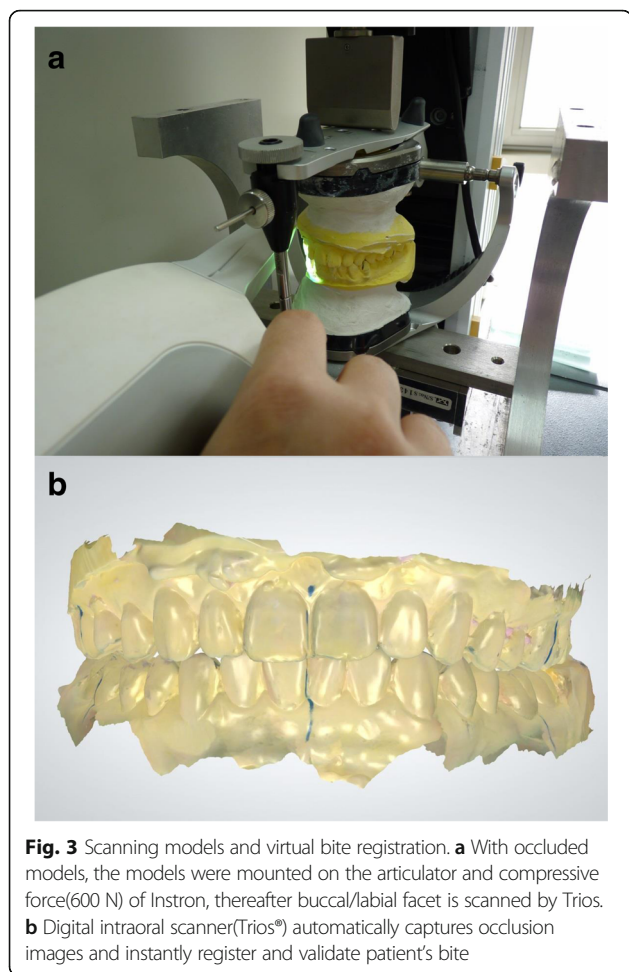 a
b
Fig. 3 Scanning models and virtual bite registration. a With occluded
models, the models were mounted on the articulator and compressive
force(600 N) of Instron, thereafter buccal/labial facet is scanned by Trios.
b Digital intraoral scanner(Trios®) automatically captures occlusion
images and instantly register and validate patient's bite